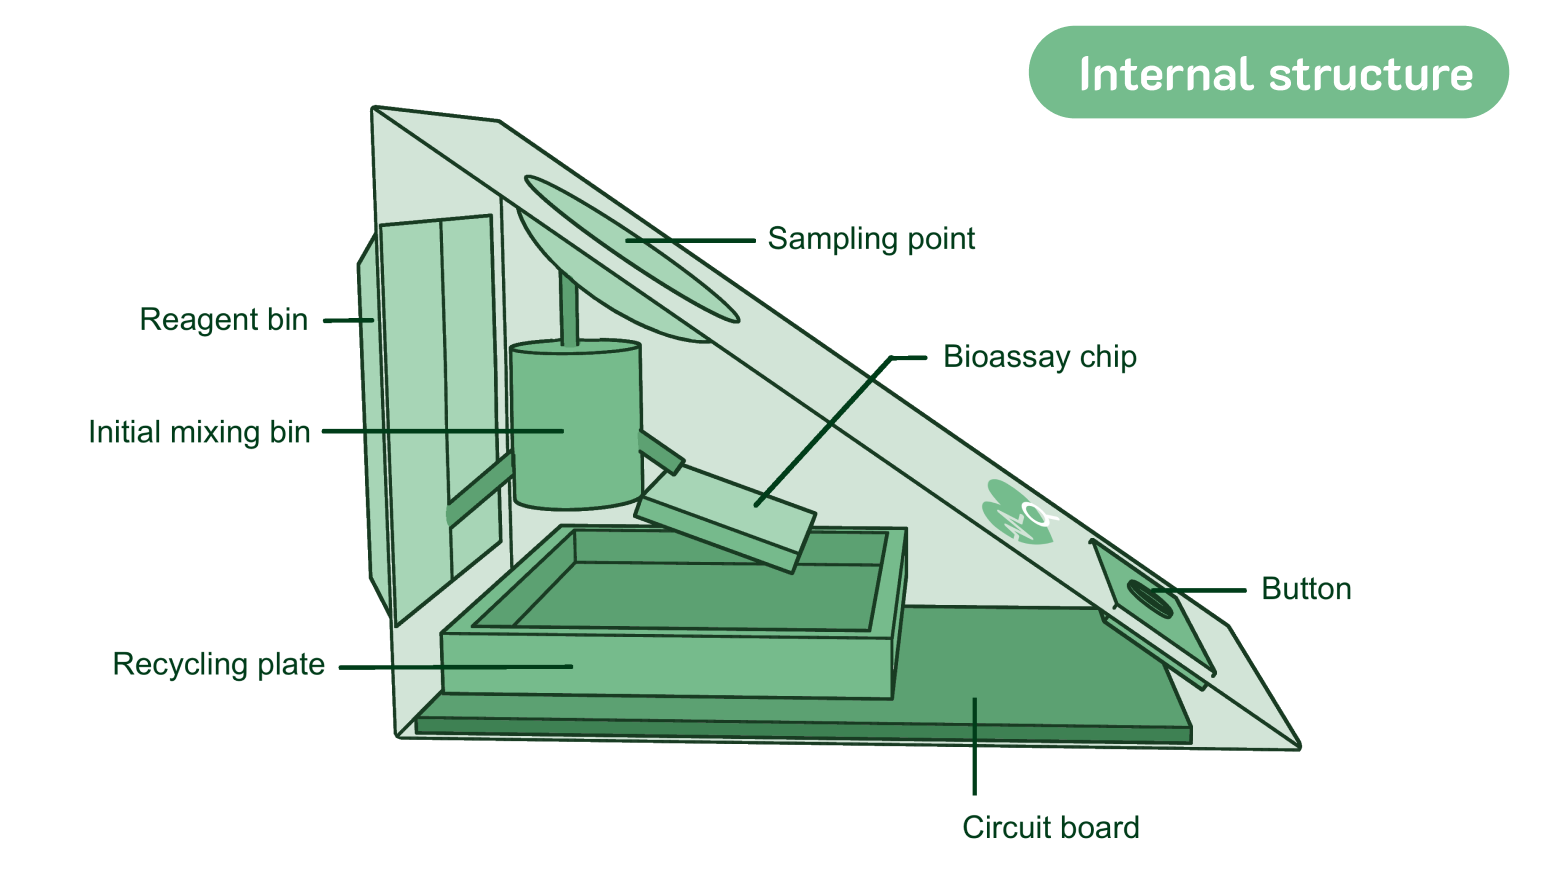 Internal structure
Sampling point
Reagent bin
Bioassay chip
Initial mixing bin
Button
Recycling plate
Circuit board